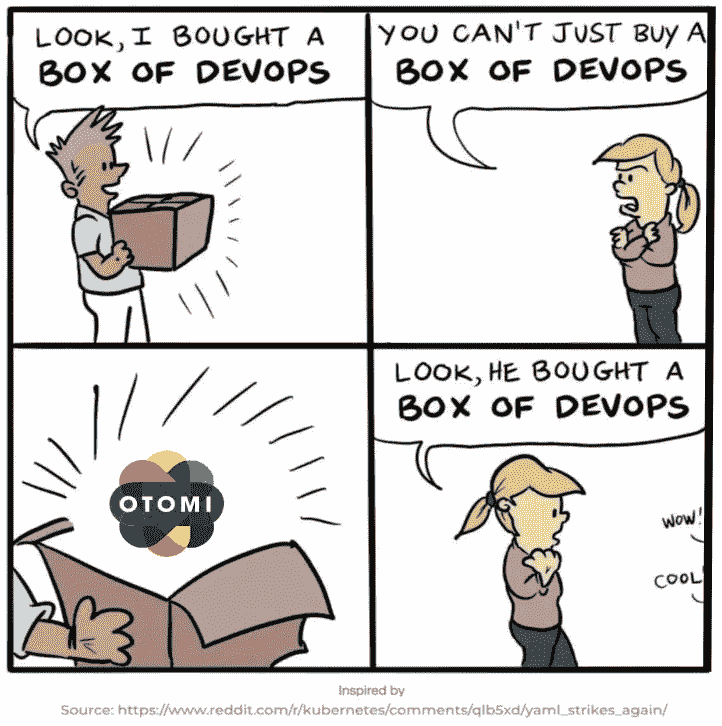 LOOK, I BOUGHT A
BOX OF DEVOPS
YOU CAN'T JUST BUY A
BOX OF DEVOPS
OTOMI
LOOK, HE BOUGHT A
BOX OF DEVOPS
WOW!
COOL
Inspired by
Source: https://www.reddit.com/r/kubernetes/comments/qlb5xd/yaml_strikes_again/